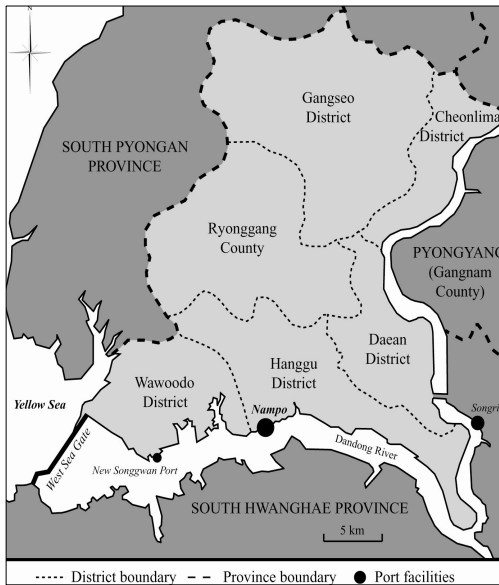 N
Gangseo
District
Cheonlima
District
SOUTH PYONGAN
PROVINCE
Ryonggang
County
PYONGYANG
(Gangnam
County)
Daean
District
Hanggu
District
Wawoodo
District
Yellow Sea
Nampo
Songri
West Sea Gate
New Songgwan Port
Dandong River
SOUTH HWANGHAE PROVINCE
5 km
District boundary
Province boundary
Port facilities